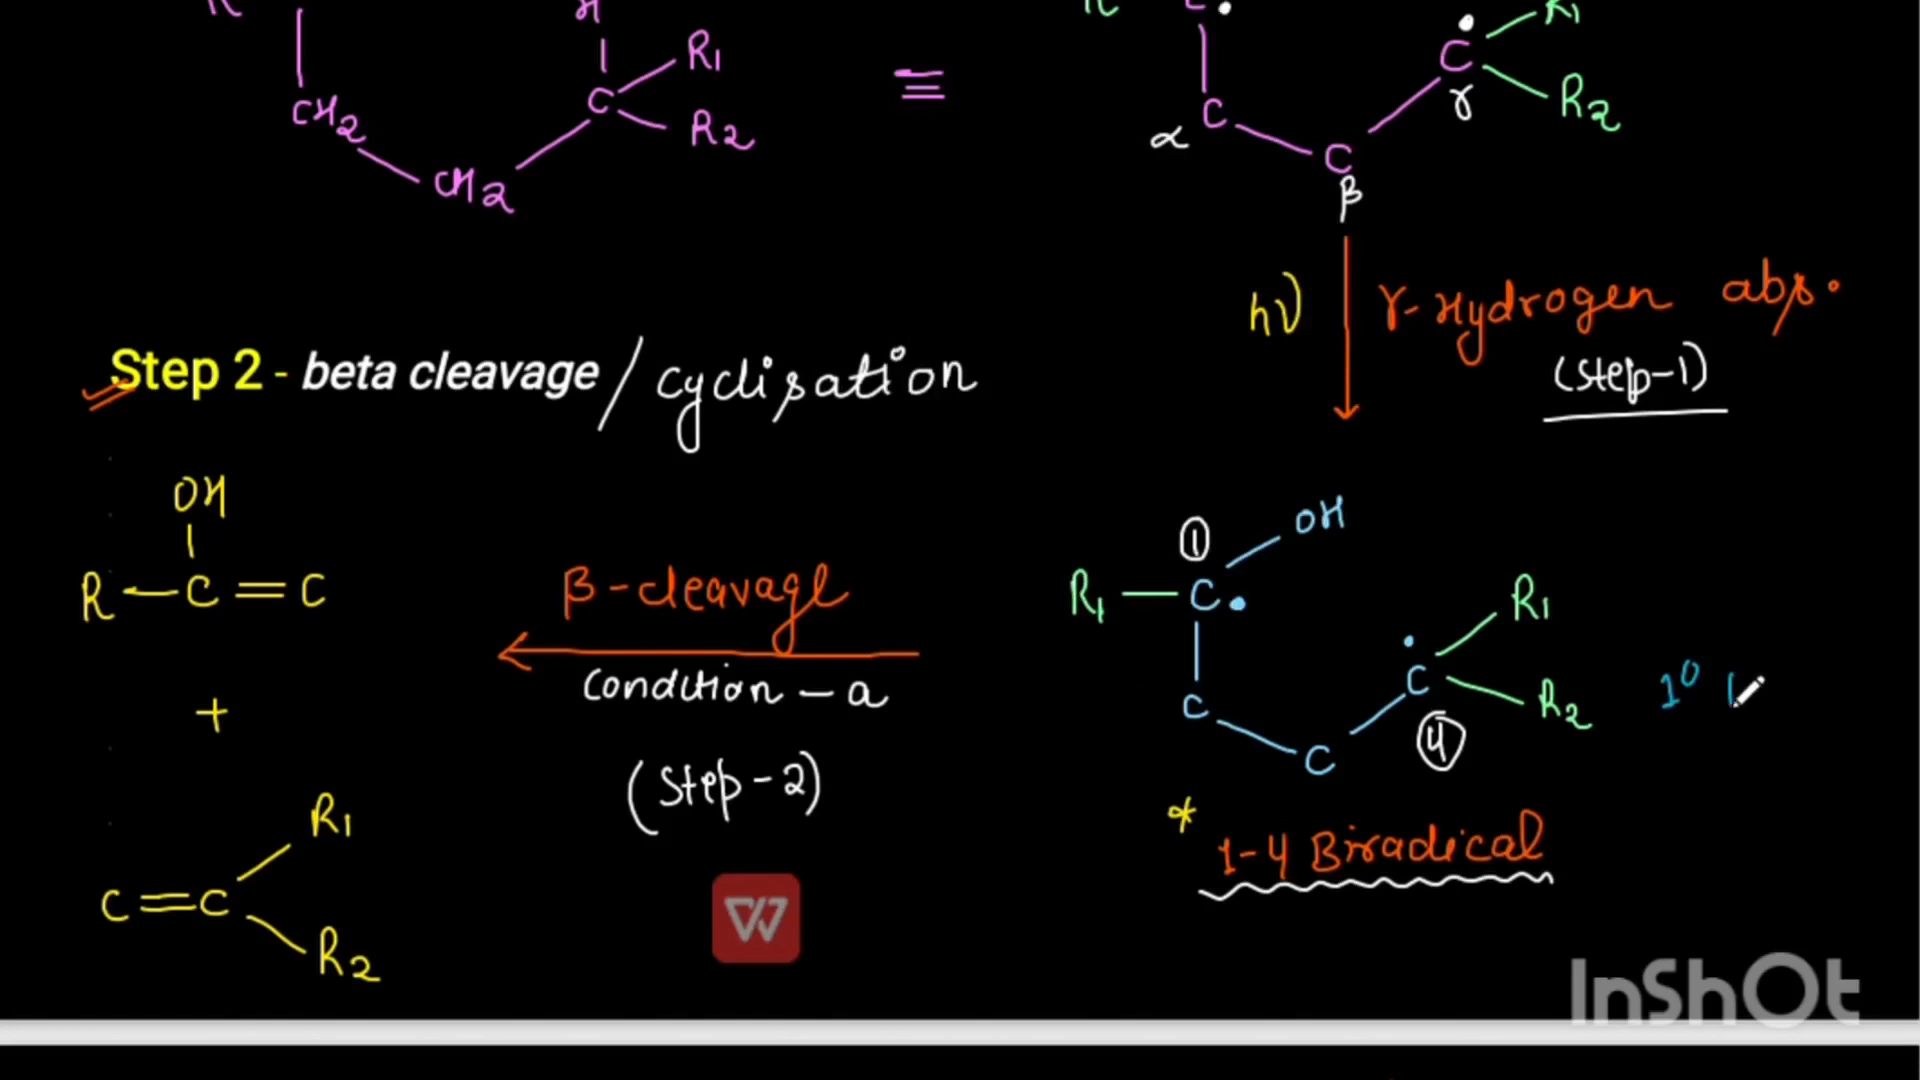 H
R1
C
R2
CH2
CH2
≡
C
C
α
C
β
γ
R1
R2
hν
γ-Hydrogen abs.
(Step-1)
Step 2 - beta cleavage / cyclisation
OH
R—C=C
+
C=C
R1
R2
β-cleavage
Condition - a
(Step-2)
①
OH
R1—C.
C
C
C
④
R1
R2
1°
* 1-4 Biradical
W
InShOt